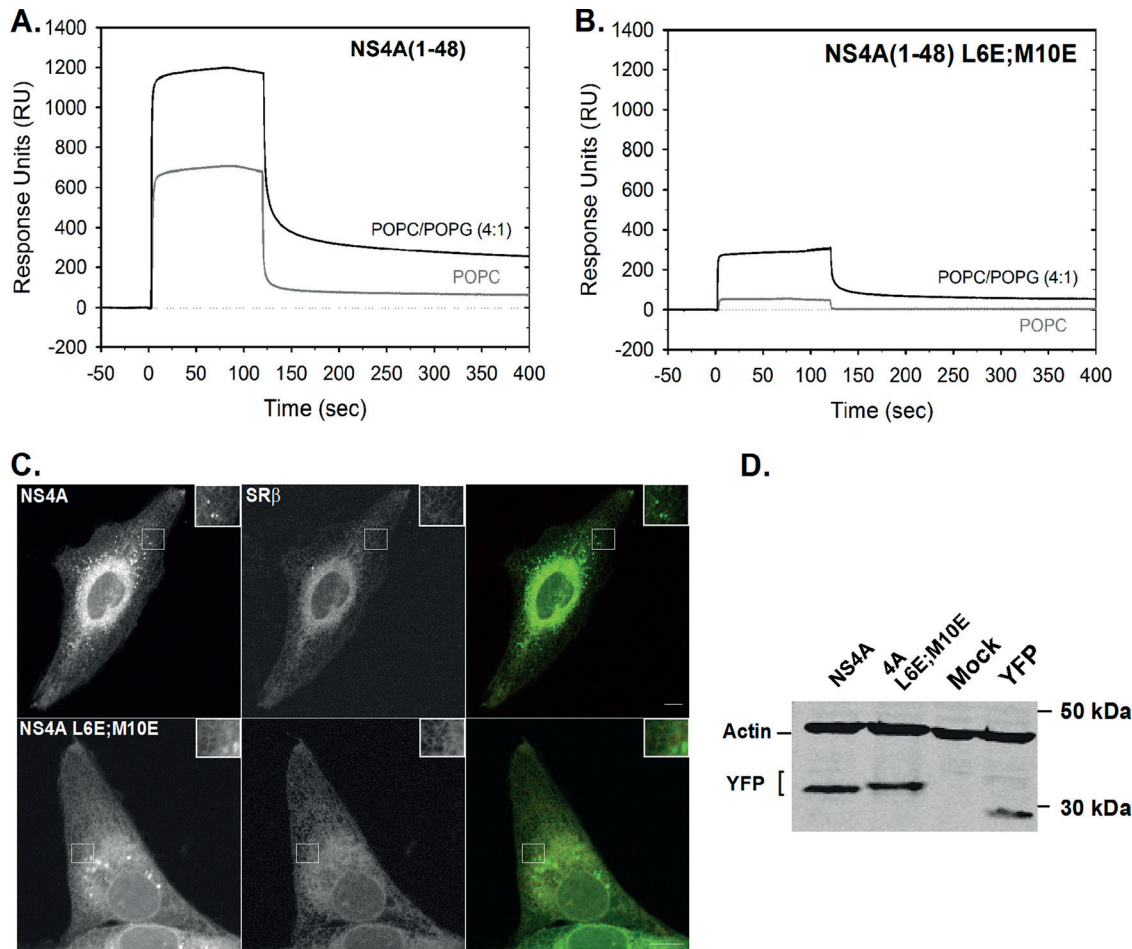 A.
NS4A(1-48)
Response Units (RU)
1400
1200
1000
800
600
400
200
0
-200
POPC/POPG (4:1)
POPC
-50 0 50 100 150 200 250 300 350 400
Time (sec)
B.
NS4A(1-48) L6E;M10E
Response Units (RU)
1400
1200
1000
800
600
400
200
0
-200
POPC/POPG (4:1)
POPC
-50 0 50 100 150 200 250 300 350 400
Time (sec)
C.
NS4A
SRβ
NS4A L6E;M10E
D.
NS4A
4A
L6E;M10E
Mock
YFP
50 kDa
Actin
YFP
30 kDa